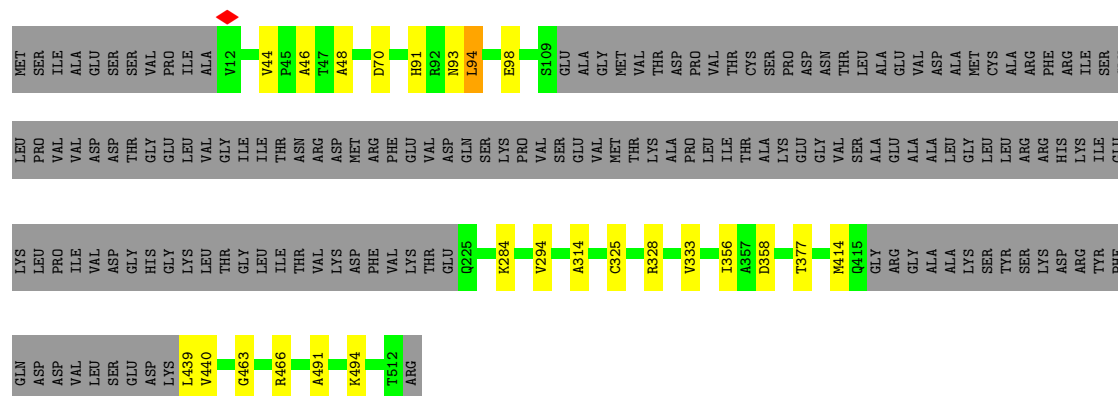 MET SER ILE ALA GLU SER SER VAL PRO ILE ALA V12 V44 P45 A46 T47 A48 D70 H91 R92 N93 L94 E98 S109 GLU ALA GLY MET VAL THR ASP PRO VAL THR CYS SER PRO ASP ASN THR LEU ALA GLU VAL ASP ALA MET CYS ALA ARG PHE ARG ILE SER
LEU PRO VAL VAL ASP ASP THR GLY GLU LEU VAL GLY ILE ILE THR ASN ARG ASP MET ARG PHE GLU VAL ASP GLN SER LYS PRO VAL SER GLU VAL MET THR LYS ALA PRO LEU ILE THR ALA LYS GLU GLY VAL SER ALA GLU ALA ALA LEU GLY LEU LEU ARG ARG HIS LYS ILE GLU
LYS LEU PRO ILE VAL ASP GLY HIS GLY LYS LEU THR GLY LEU ILE THR VAL LYS ASP PHE VAL LYS THR GLU Q225 K284 V294 A314 C325 R328 V333 I356 A357 D358 T377 M414 Q415 GLY ARG GLY ALA ALA LYS SER TYR SER LYS ASP ARG TYR PHE
GLN ASP ASP VAL LEU SER GLU ASP LYS L439 V440 G463 R466 A491 K494 T512 ARG